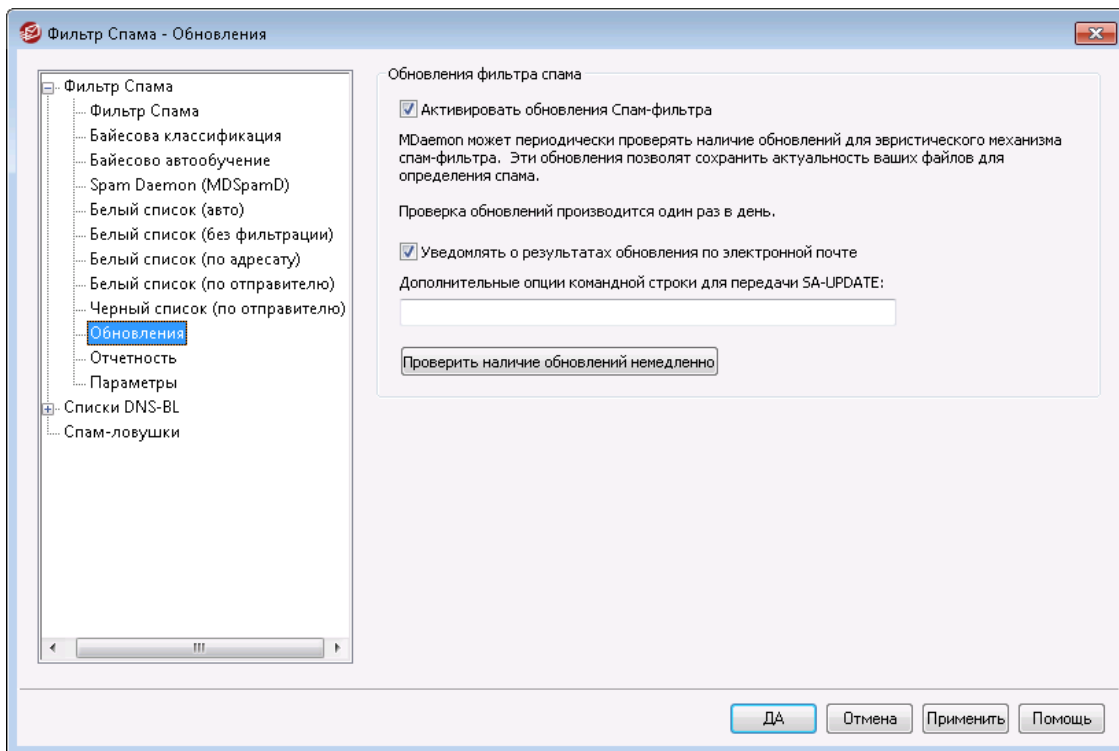 Фильтр Спама - Обновления
Фильтр Спама
Фильтр Спама
Байесова классификация
Байесово автообучение
Spam Daemon (MDSpamD)
Белый список (авто)
Белый список (без фильтрации)
Белый список (по адресату)
Белый список (по отправителю)
Черный список (по отправителю)
Обновления
Отчетность
Параметры
Списки DNS-BL
Спам-ловушки
Обновления фильтра спама
Активировать обновления Спам-фильтра
MDaemon может периодически проверять наличие обновлений для эвристического механизма
спам-фильтра. Эти обновления позволят сохранить актуальность ваших файлов для
определения спама.
Проверка обновлений производится один раз в день.
Уведомлять о результатах обновления по электронной почте
Дополнительные опции командной строки для передачи SA-UPDATE:
Проверить наличие обновлений немедленно
ДА
Отмена
Применить
Помощь